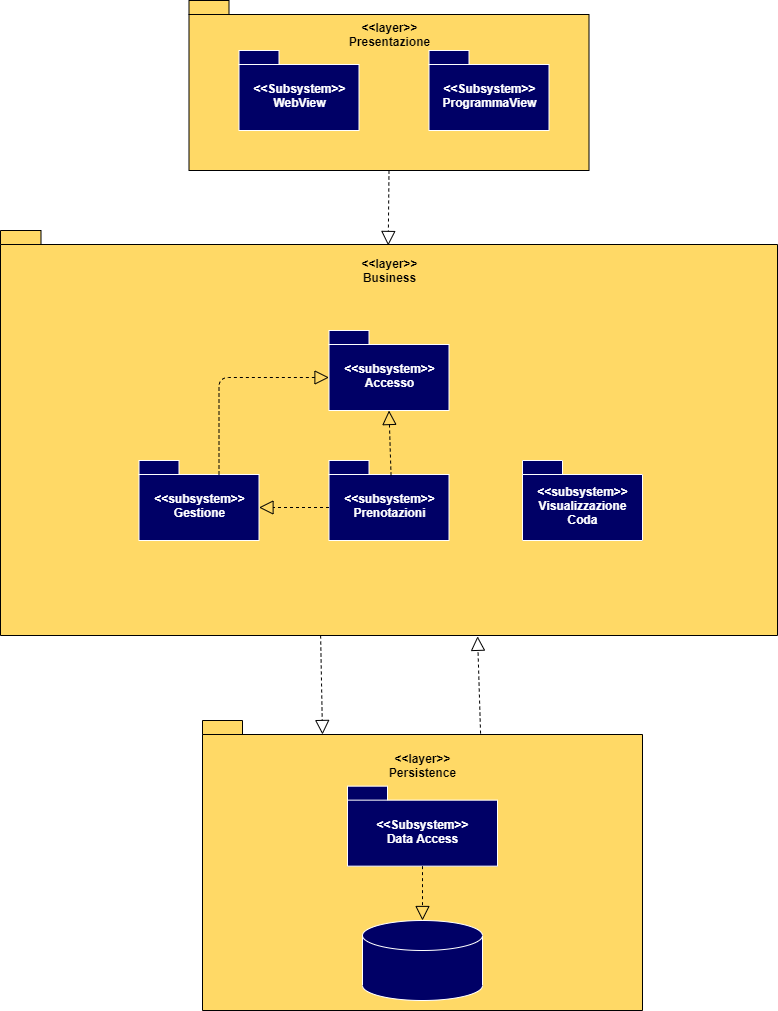 <<layer>>
Presentazione
<<Subsystem>>
WebView
<<Subsystem>>
ProgrammaView
<<layer>>
Business
<<subsystem>>
Accesso
<<subsystem>>
Gestione
<<subsystem>>
Prenotazioni
<<subsystem>>
Visualizzazione
Coda
<<layer>>
Persistence
<<Subsystem>>
Data Access